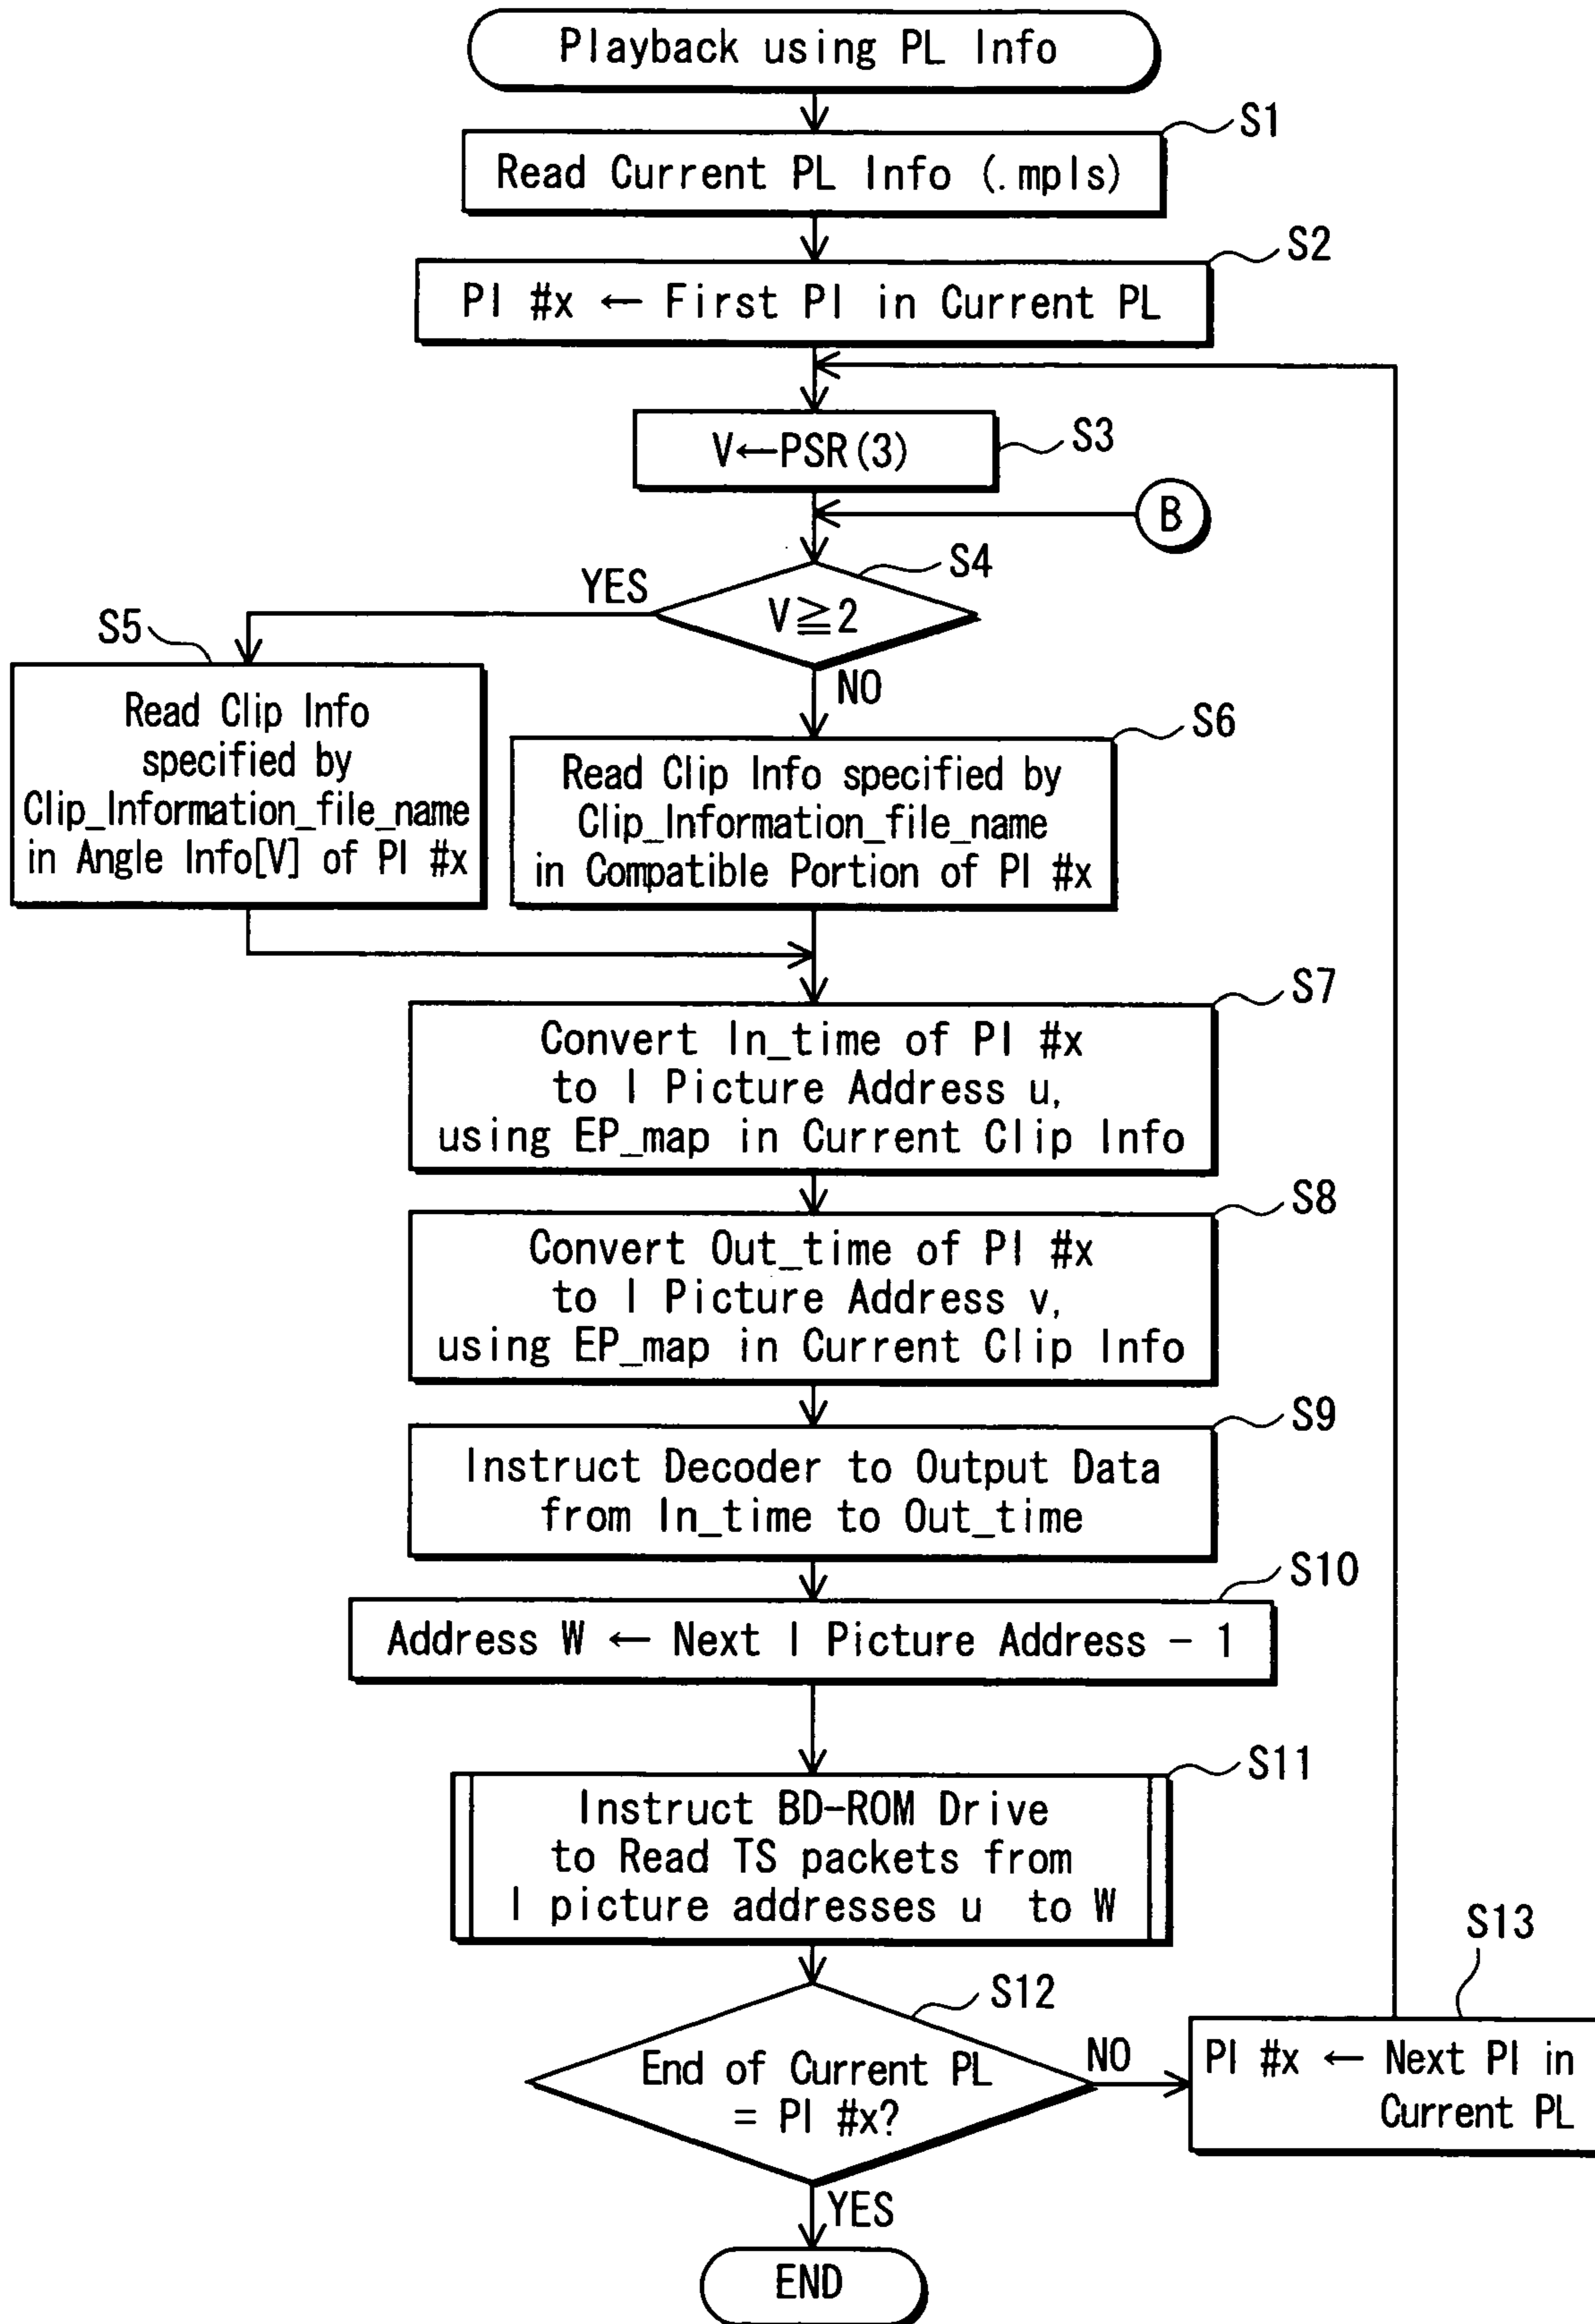 Playback using PL Info
S1
Read Current PL Info (.mpls)
S2
PI #x ← First PI in Current PL
S3
V←PSR(3)
B
S4
YES
V≧2
NO
S5
Read Clip Info
specified by
Clip_Information_file_name
in Angle Info[V] of PI #x
S6
Read Clip Info specified by
Clip_Information_file_name
in Compatible Portion of PI #x
S7
Convert In_time of PI #x
to I Picture Address u,
using EP_map in Current Clip Info
S8
Convert Out_time of PI #x
to I Picture Address v,
using EP_map in Current Clip Info
S9
Instruct Decoder to Output Data
from In_time to Out_time
S10
Address W ← Next I Picture Address - 1
S11
Instruct BD-ROM Drive
to Read TS packets from
I picture addresses u to W
S12
End of Current PL
= PI #x?
NO
S13
PI #x ← Next PI in
Current PL
YES
END